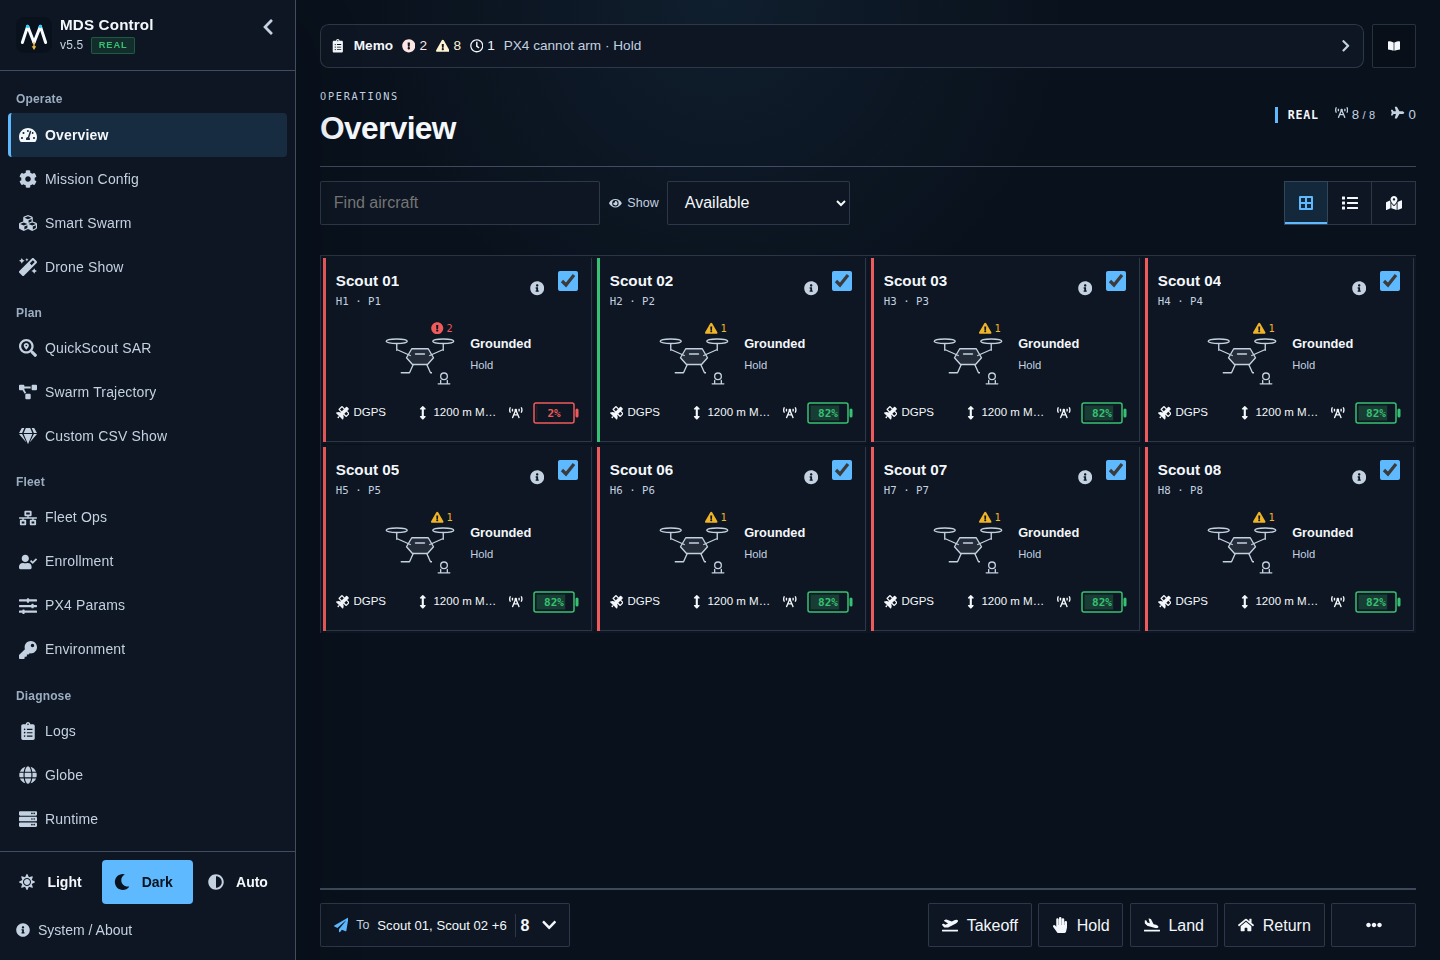 MDS Control
v5.5 REAL
Operate
Overview
Mission Config
Smart Swarm
Drone Show
Plan
QuickScout SAR
Swarm Trajectory
Custom CSV Show
Fleet
Fleet Ops
Enrollment
PX4 Params
Environment
Diagnose
Logs
Globe
Runtime
Light Dark Auto
System / About
Memo 2 8 1 PX4 cannot arm · Hold
OPERATIONS
Overview
REAL 8 / 8 0
Find aircraft Show Available
Scout 01
H1 · P1
2
Grounded
Hold
DGPS 1200 m M… 2%
Scout 02
H2 · P2
1
Grounded
Hold
DGPS 1200 m M… 82%
Scout 03
H3 · P3
1
Grounded
Hold
DGPS 1200 m M… 82%
Scout 04
H4 · P4
1
Grounded
Hold
DGPS 1200 m M… 82%
Scout 05
H5 · P5
1
Grounded
Hold
DGPS 1200 m M… 82%
Scout 06
H6 · P6
1
Grounded
Hold
DGPS 1200 m M… 82%
Scout 07
H7 · P7
1
Grounded
Hold
DGPS 1200 m M… 82%
Scout 08
H8 · P8
1
Grounded
Hold
DGPS 1200 m M… 82%
To Scout 01, Scout 02 +6 8
Takeoff Hold Land Return •••